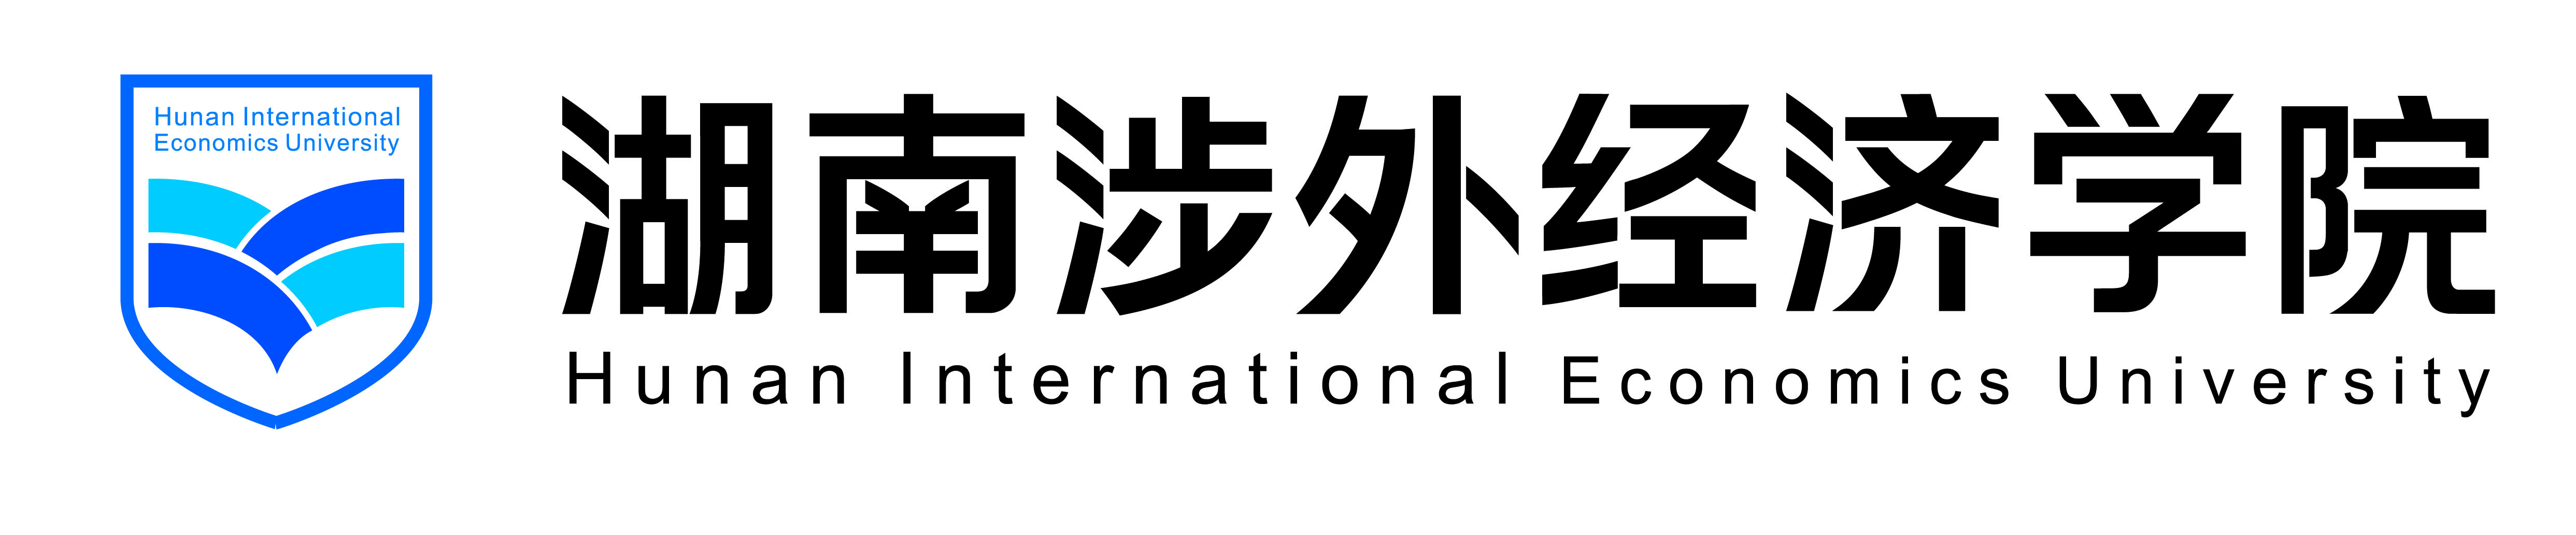 Hunan International
Economics University
湖南涉外经济学院
Hunan International Economics University